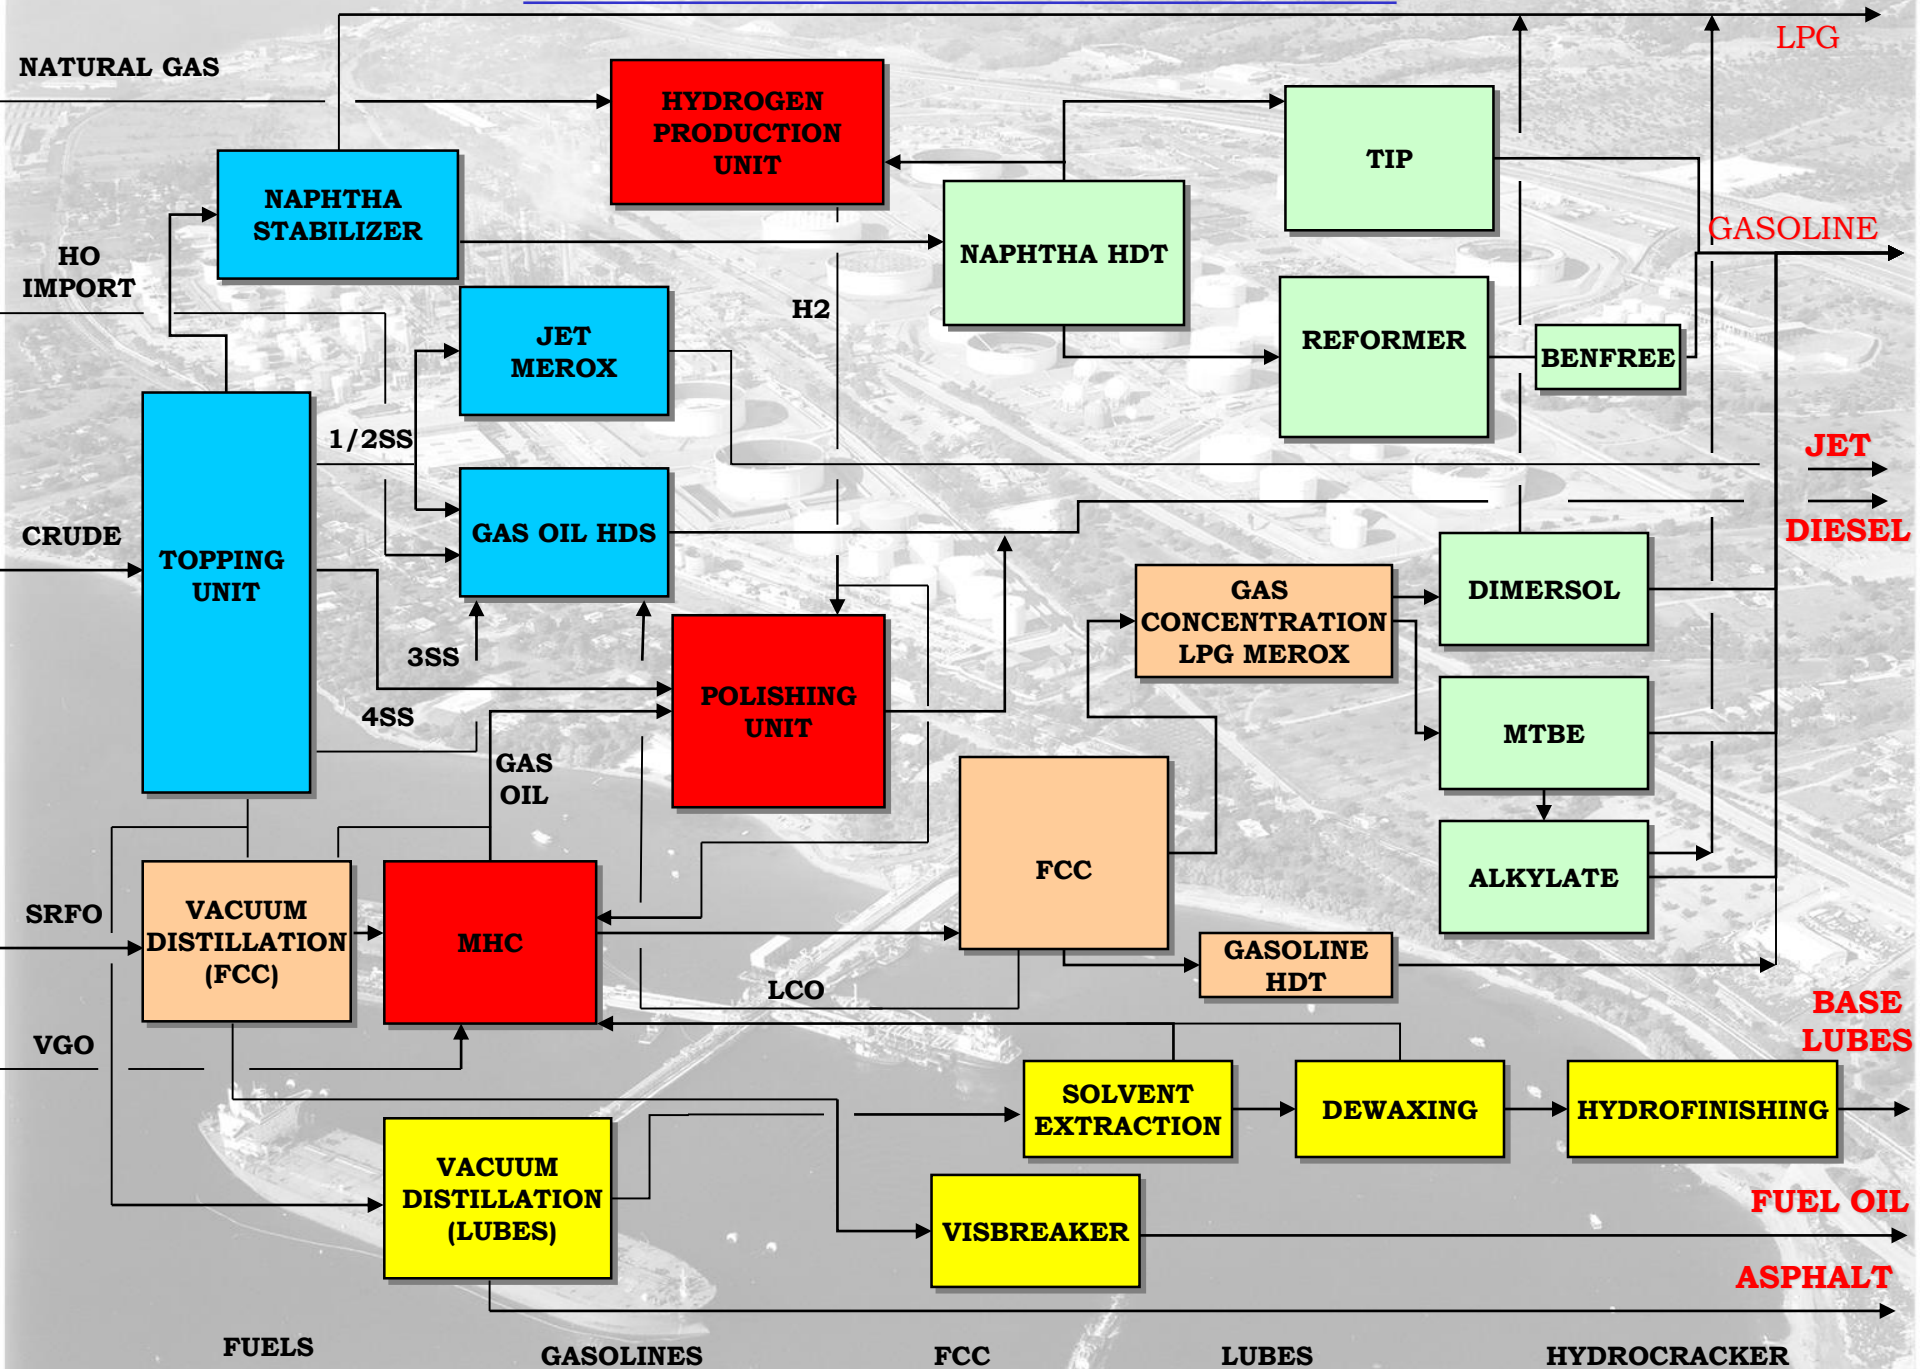 LPG
NATURAL GAS
HYDROGEN
PRODUCTION
UNIT
TIP
NAPHTHA
STABILIZER
GASOLINE
NAPHTHA HDT
HO
IMPORT
H2
JET
MEROX
REFORMER
BENFREE
1/2SS
JET
CRUDE
TOPPING
UNIT
GAS OIL HDS
DIESEL
GAS
CONCENTRATION
LPG MEROX
DIMERSOL
3SS
4SS
POLISHING
UNIT
MTBE
GAS
OIL
FCC
ALKYLATE
SRFO
VACUUM
DISTILLATION
(FCC)
MHC
GASOLINE
HDT
LCO
BASE
LUBES
VGO
SOLVENT
EXTRACTION
DEWAXING
HYDROFINISHING
VACUUM
DISTILLATION
(LUBES)
VISBREAKER
FUEL OIL
ASPHALT
FUELS
GASOLINES
FCC
LUBES
HYDROCRACKER